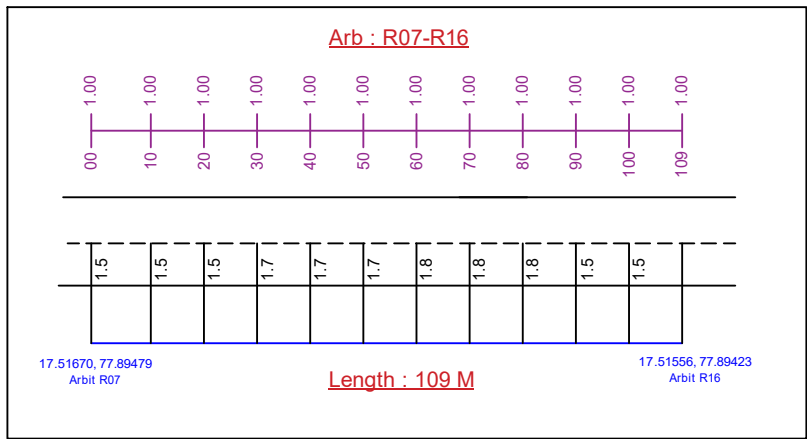 Arb : R07-R16
1.00 1.00 1.00 1.00 1.00 1.00 1.00 1.00 1.00 1.00 1.00 1.00
00 10 20 30 40 50 60 70 80 90 100 109
1.5 1.5 1.5 1.7 1.7 1.7 1.8 1.8 1.8 1.5 1.5
17.51670, 77.89479
Arbit R07
Length : 109 M
17.51556, 77.89423
Arbit R16